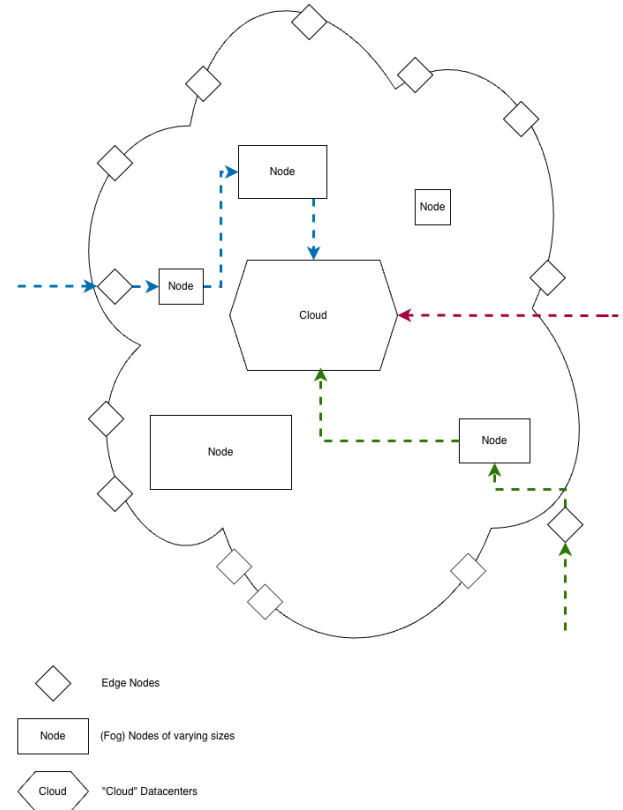 Node
Node
Node
Cloud
Node
Node
Edge Nodes
Node
(Fog) Nodes of varying sizes
Cloud
"Cloud" Datacenters